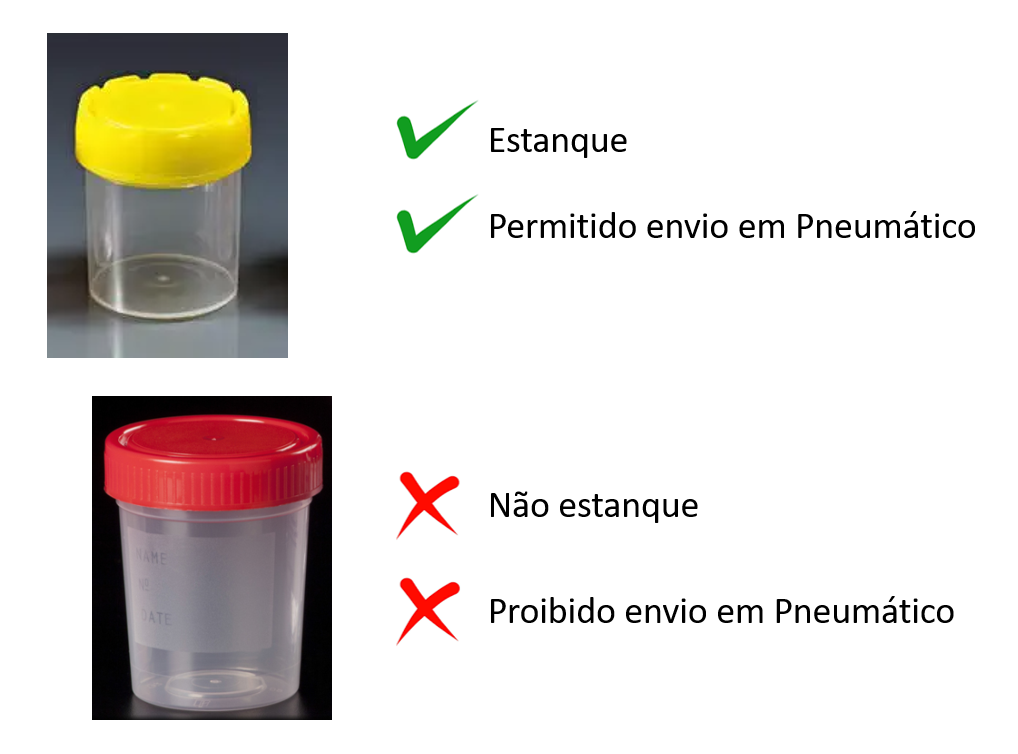 Estanque
Permitido envio em Pneumático
Não estanque
NAME
DATE
Proibido envio em Pneumático